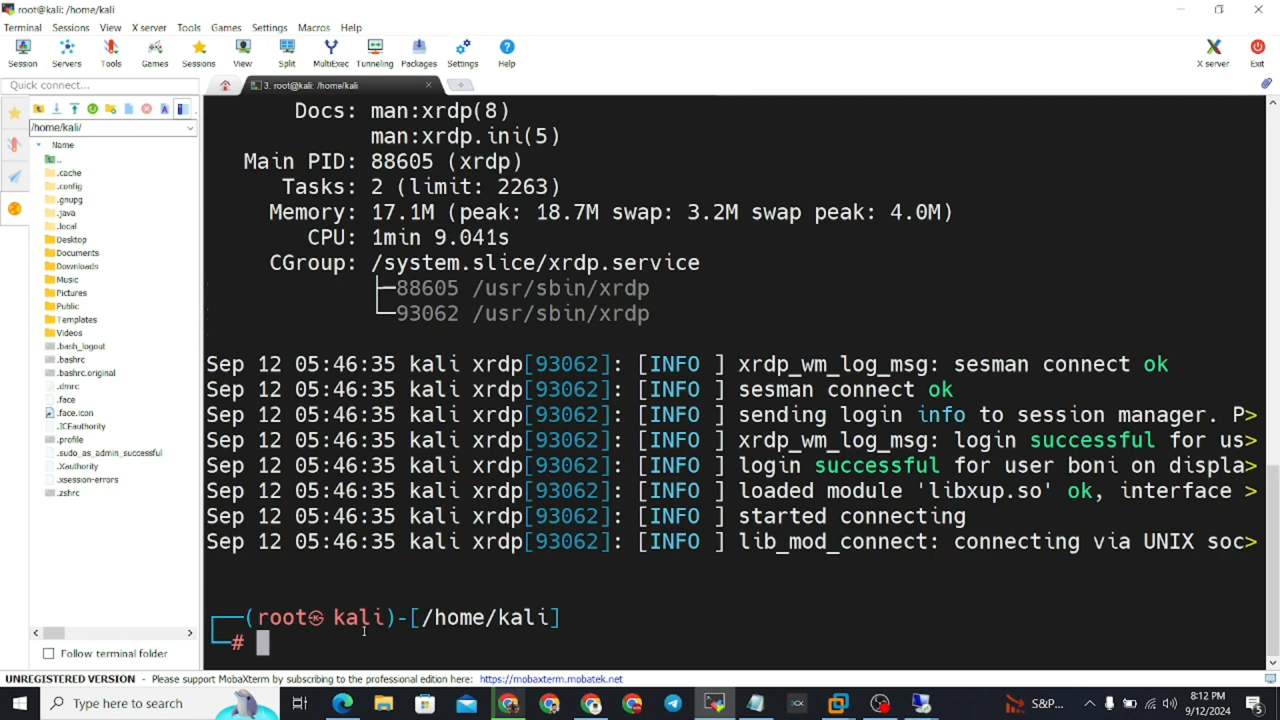 root@kali: /home/kali
Terminal Sessions View X server Tools Games Settings Macros Help
Session Servers Tools Games Sessions View Split MultiExec Tunneling Packages Settings Help X server Exit
Quick connect...
3. root@kali: /home/kali
/home/kali/
Name
..
.cache
.config
.gnupg
.java
.local
Desktop
Documents
Downloads
Music
Pictures
Public
Templates
Videos
.bash_logout
.bashrc
.bashrc.original
.dmrc
.face
.face.icon
.ICEauthority
.profile
.sudo_as_admin_successful
.Xauthority
.xsession-errors
.zshrc
Follow terminal folder
Docs: man:xrdp(8)
man:xrdp.ini(5)
Main PID: 88605 (xrdp)
Tasks: 2 (limit: 2263)
Memory: 17.1M (peak: 18.7M swap: 3.2M swap peak: 4.0M)
CPU: 1min 9.041s
CGroup: /system.slice/xrdp.service
├─88605 /usr/sbin/xrdp
└─93062 /usr/sbin/xrdp
Sep 12 05:46:35 kali xrdp[93062]: [INFO ] xrdp_wm_log_msg: sesman connect ok
Sep 12 05:46:35 kali xrdp[93062]: [INFO ] sesman connect ok
Sep 12 05:46:35 kali xrdp[93062]: [INFO ] sending login info to session manager. P>
Sep 12 05:46:35 kali xrdp[93062]: [INFO ] xrdp_wm_log_msg: login successful for us>
Sep 12 05:46:35 kali xrdp[93062]: [INFO ] login successful for user boni on displa>
Sep 12 05:46:35 kali xrdp[93062]: [INFO ] loaded module 'libxup.so' ok, interface >
Sep 12 05:46:35 kali xrdp[93062]: [INFO ] started connecting
Sep 12 05:46:35 kali xrdp[93062]: [INFO ] lib_mod_connect: connecting via UNIX soc>
┌──(root㉿kali)-[/home/kali]
└─#
UNREGISTERED VERSION - Please support MobaXterm by subscribing to the professional edition here: https://mobaxterm.mobatek.net
Type here to search
S&P...
8:12 PM
9/12/2024